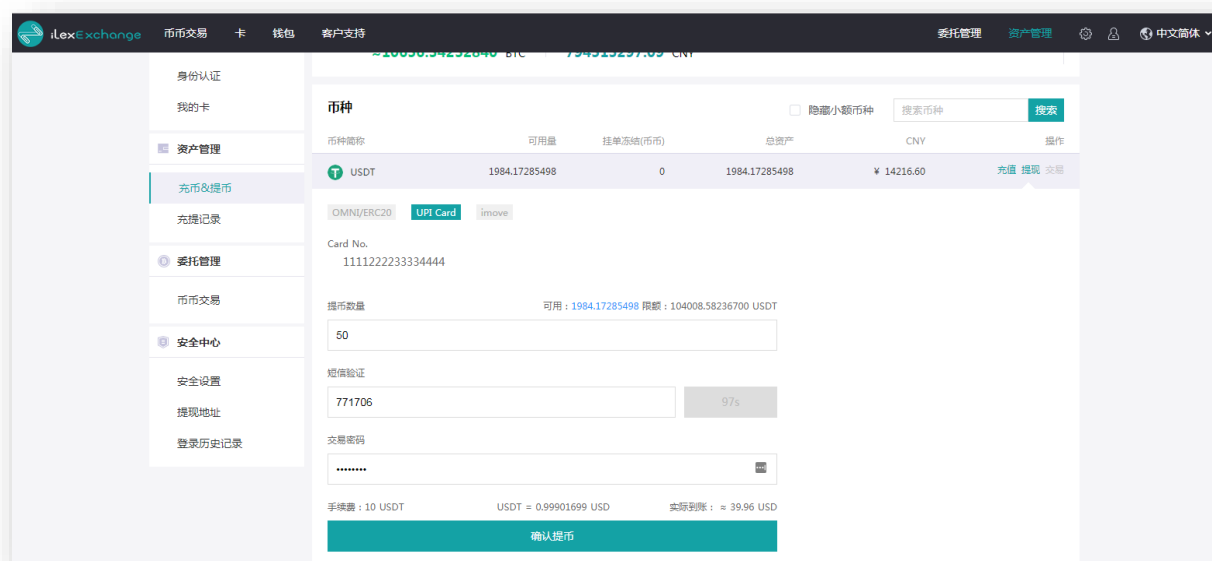 iLexExchange 币币交易 卡 钱包 客户支持 委托管理 资产管理 中文简体
≈10650.54252840 BTC 794513297.09 CNY
身份认证
我的卡
资产管理
充币&提币
充提记录
委托管理
币币交易
安全中心
安全设置
提现地址
登录历史记录
币种 隐藏小额币种 搜索币种 搜索
币种简称 可用量 挂单冻结(币币) 总资产 CNY 操作
USDT 1984.17285498 0 1984.17285498 ¥ 14216.60 充值 提现 交易
OMNI/ERC20 UPI Card imove
Card No.
1111222233334444
提币数量 可用：1984.17285498 限额：104008.58236700 USDT
50
短信验证
771706 97s
交易密码
••••••••
手续费：10 USDT USDT = 0.99901699 USD 实际到账： ≈ 39.96 USD
确认提币